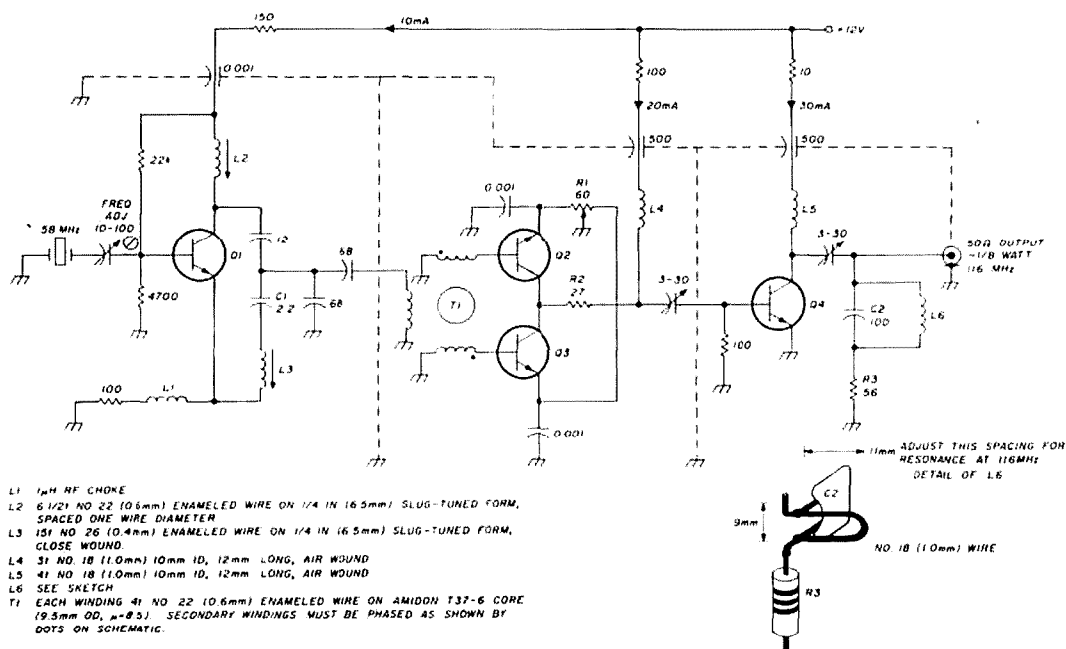 150
10mA
+12V
0.001
100
10
20mA
30mA
500
500
22k
L2
0.001
R1
60
L4
L5
FREQ
ADJ
10-100
58 MHz
Q1
12
68
Q2
3-30
3-30
50Ω OUTPUT
~1/8 WATT
116 MHz
T1
R2
27
Q4
4700
C1
2.2
68
Q3
100
C2
100
L6
L3
100
L1
0.001
R3
56
11mm
ADJUST THIS SPACING FOR
RESONANCE AT 116MHz
DETAIL OF L6
C2
9mm
NO. 18 (1.0mm) WIRE
R3
L1 1μH RF CHOKE
L2 6 1/2t NO 22 (0.6mm) ENAMELED WIRE ON 1/4 IN (6.5mm) SLUG-TUNED FORM,
SPACED ONE WIRE DIAMETER
L3 15t NO 26 (0.4mm) ENAMELED WIRE ON 1/4 IN (6.5mm) SLUG-TUNED FORM,
CLOSE WOUND.
L4 3t NO. 18 (1.0mm) 10mm ID, 12mm LONG, AIR WOUND
L5 4t NO 18 (1.0mm) 10mm ID, 12mm LONG, AIR WOUND
L6 SEE SKETCH
T1 EACH WINDING 4t NO 22 (0.6mm) ENAMELED WIRE ON AMIDON T37-6 CORE
(9.5mm OD, μ=8.5). SECONDARY WINDINGS MUST BE PHASED AS SHOWN BY
DOTS ON SCHEMATIC.